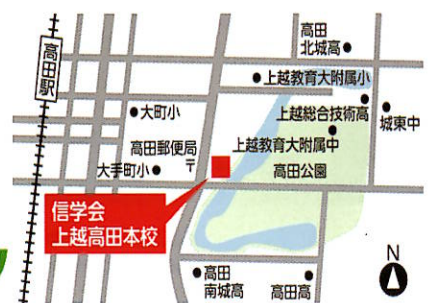 高田
北城高
高田駅
上越教育大附属小
大町小
上越総合技術高
城東中
高田郵便局
〒
上越教育大附属中
大手町小
高田公園
信学会
上越高田本校
N
高田
南城高
高田高